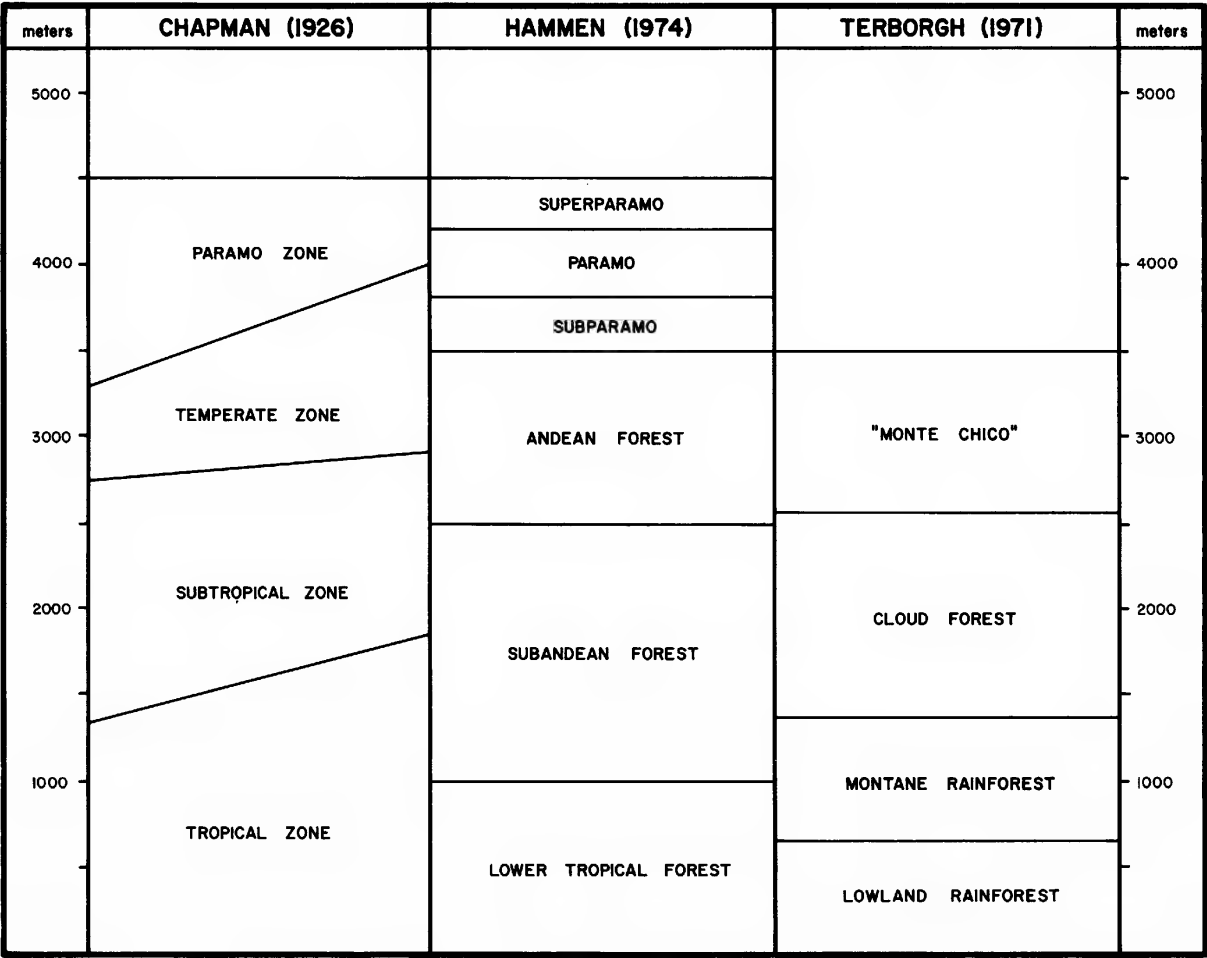 meters CHAPMAN (1926) HAMMEN (1974) TERBORGH (1971) meters
5000 5000
SUPERPARAMO
PARAMO ZONE
4000 PARAMO 4000
SUBPARAMO
TEMPERATE ZONE
3000 ANDEAN FOREST "MONTE CHICO" 3000
SUBTROPICAL ZONE
2000 CLOUD FOREST 2000
SUBANDEAN FOREST
1000 MONTANE RAINFOREST 1000
TROPICAL ZONE
LOWER TROPICAL FOREST
LOWLAND RAINFOREST